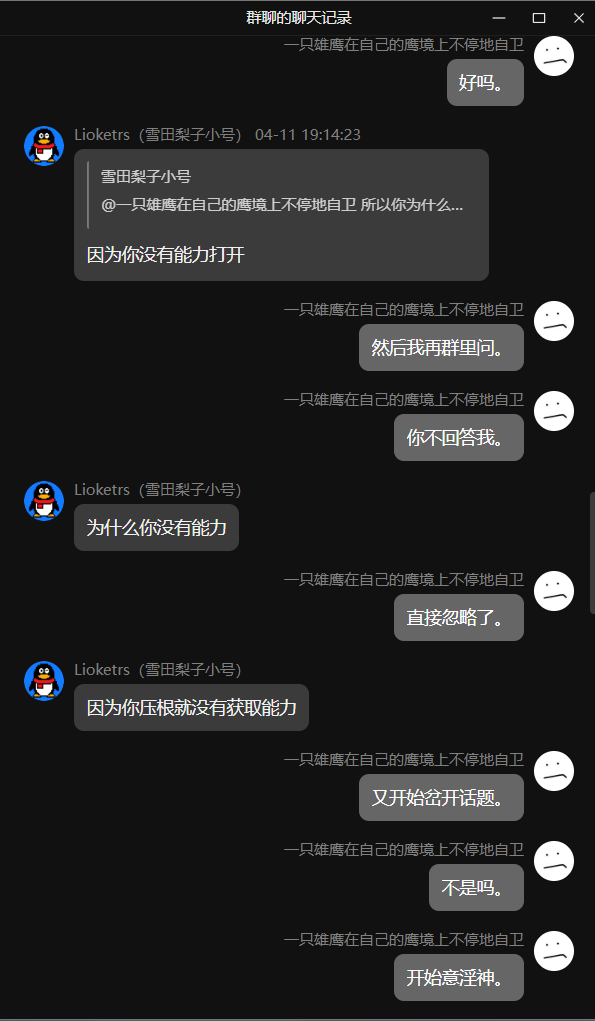 群聊的聊天记录
一只雄鹰在自己的鹰境上不停地自卫
好吗。
Lioketrs（雪田梨子小号） 04-11 19:14:23
雪田梨子小号
@一只雄鹰在自己的鹰境上不停地自卫 所以你为什么...
因为你没有能力打开
一只雄鹰在自己的鹰境上不停地自卫
然后我再群里问。
一只雄鹰在自己的鹰境上不停地自卫
你不回答我。
Lioketrs（雪田梨子小号）
为什么你没有能力
一只雄鹰在自己的鹰境上不停地自卫
直接忽略了。
Lioketrs（雪田梨子小号）
因为你压根就没有获取能力
一只雄鹰在自己的鹰境上不停地自卫
又开始岔开话题。
一只雄鹰在自己的鹰境上不停地自卫
不是吗。
一只雄鹰在自己的鹰境上不停地自卫
开始意淫神。